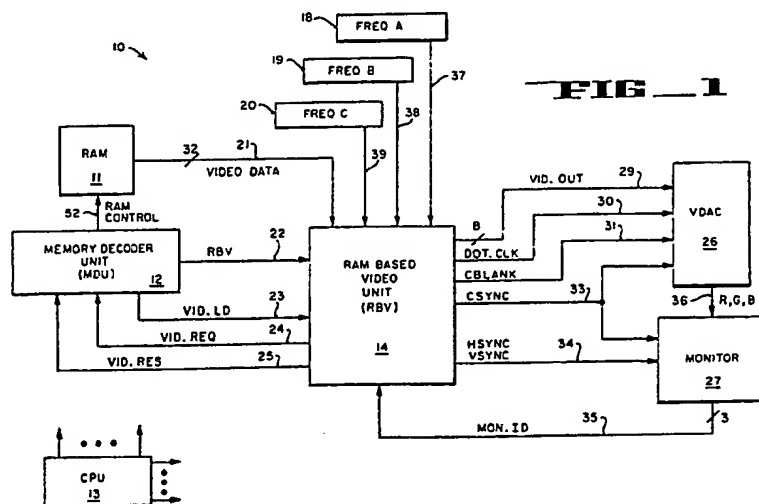 18
FREQ A
10
19
FREQ B
37
FIG_1
20
FREQ C
38
RAM
11
32
21
VIDEO DATA
39
52
RAM
CONTROL
MEMORY DECODER
UNIT
(MDU)
12
RBV
22
VID. LD
23
VID. REQ
24
VID. RES
25
RAM BASED
VIDEO
UNIT
(RBV)
14
VID. OUT
29
8
DOT. CLK
30
CBLANK
31
CSYNC
33
VDAC
26
36
R,G,B
HSYNC
VSYNC
34
MONITOR
27
3
MON. ID
35
CPU
13